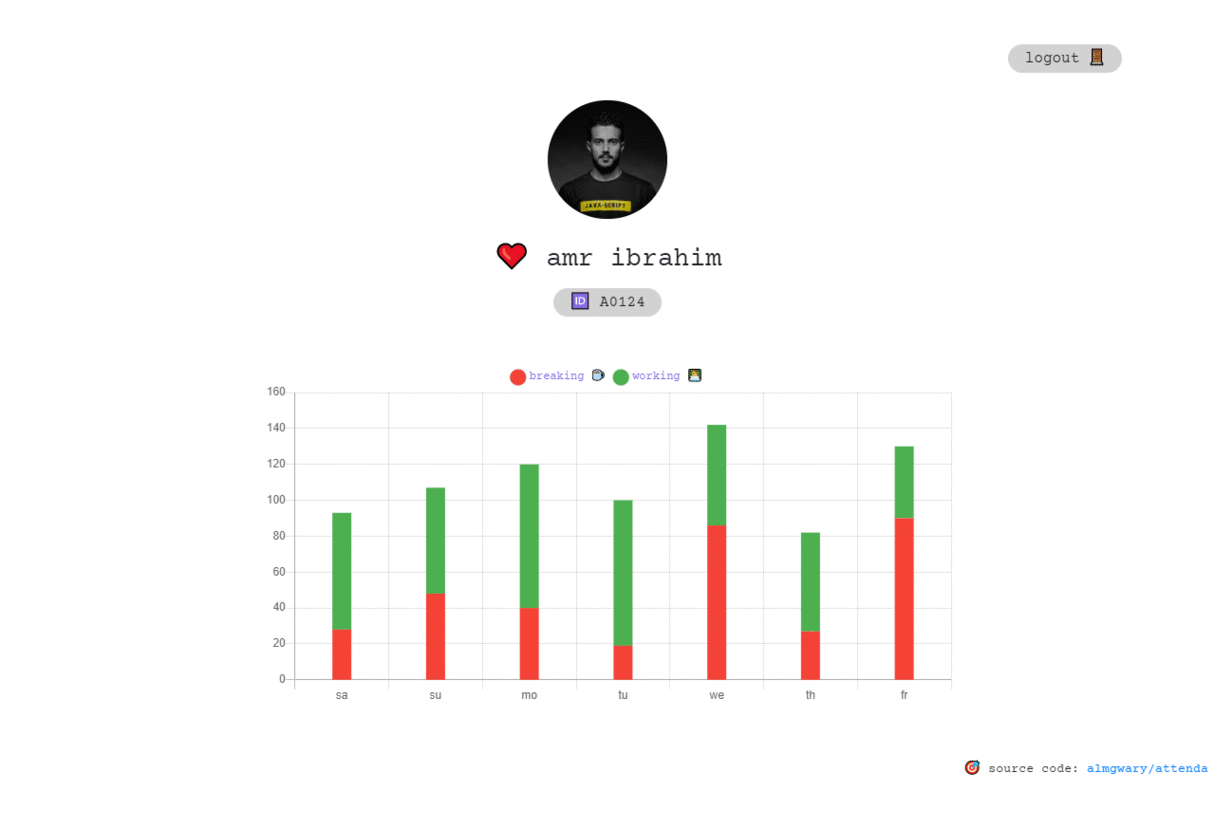 logout
JAVA-SCRIPT
amr ibrahim
ID A0124
breaking working
160
140
120
100
80
60
40
20
0
sa su mo tu we th fr
source code: almgwary/attenda